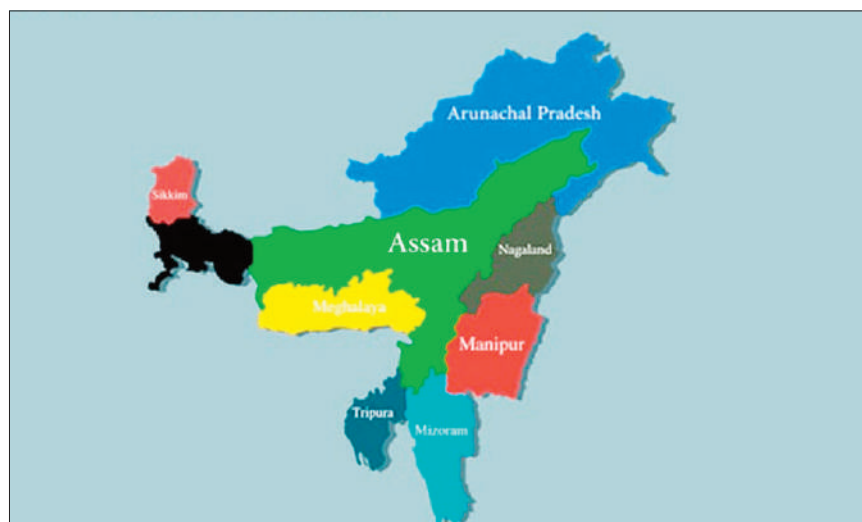 Arunachal Pradesh
Sikkim
Assam
Nagaland
Meghalaya
Manipur
Tripura
Mizoram